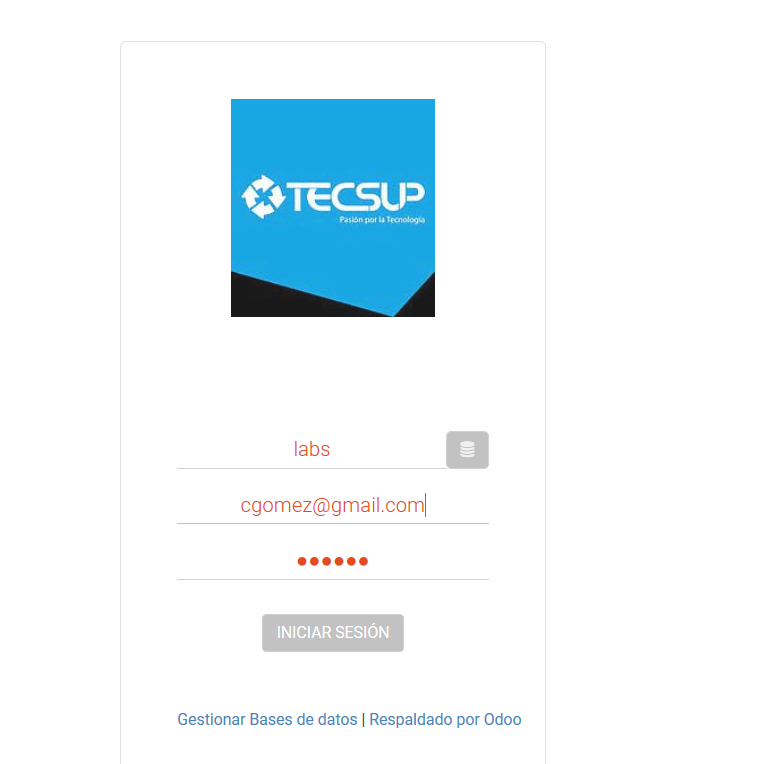 TECSUP
Pasión por la Tecnología
labs
cgomez@gmail.com
●●●●●●
INICIAR SESIÓN
Gestionar Bases de datos | Respaldado por Odoo